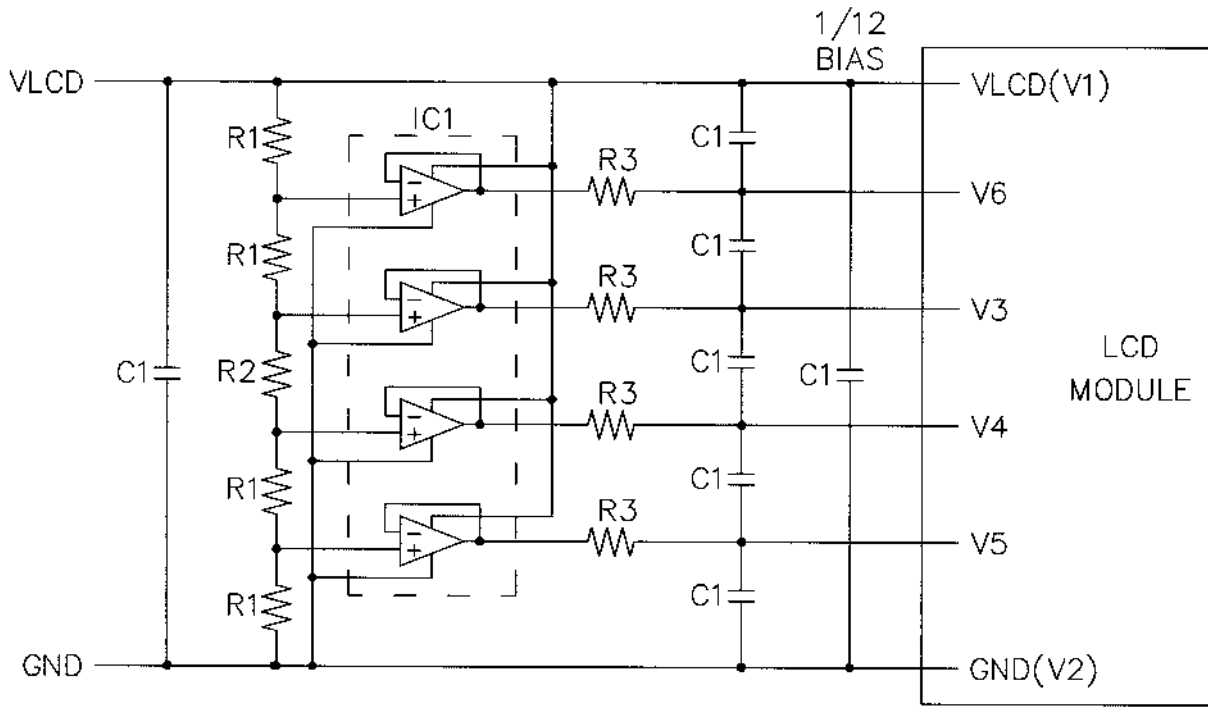 1/12
BIAS
VLCD
VLCD(V1)
IC1
R1
C1
R3
V6
-
+
R1
C1
R3
V3
-
+
LCD
MODULE
C1
R2
C1
C1
R3
V4
-
+
R1
C1
R3
V5
-
+
R1
C1
GND
GND(V2)